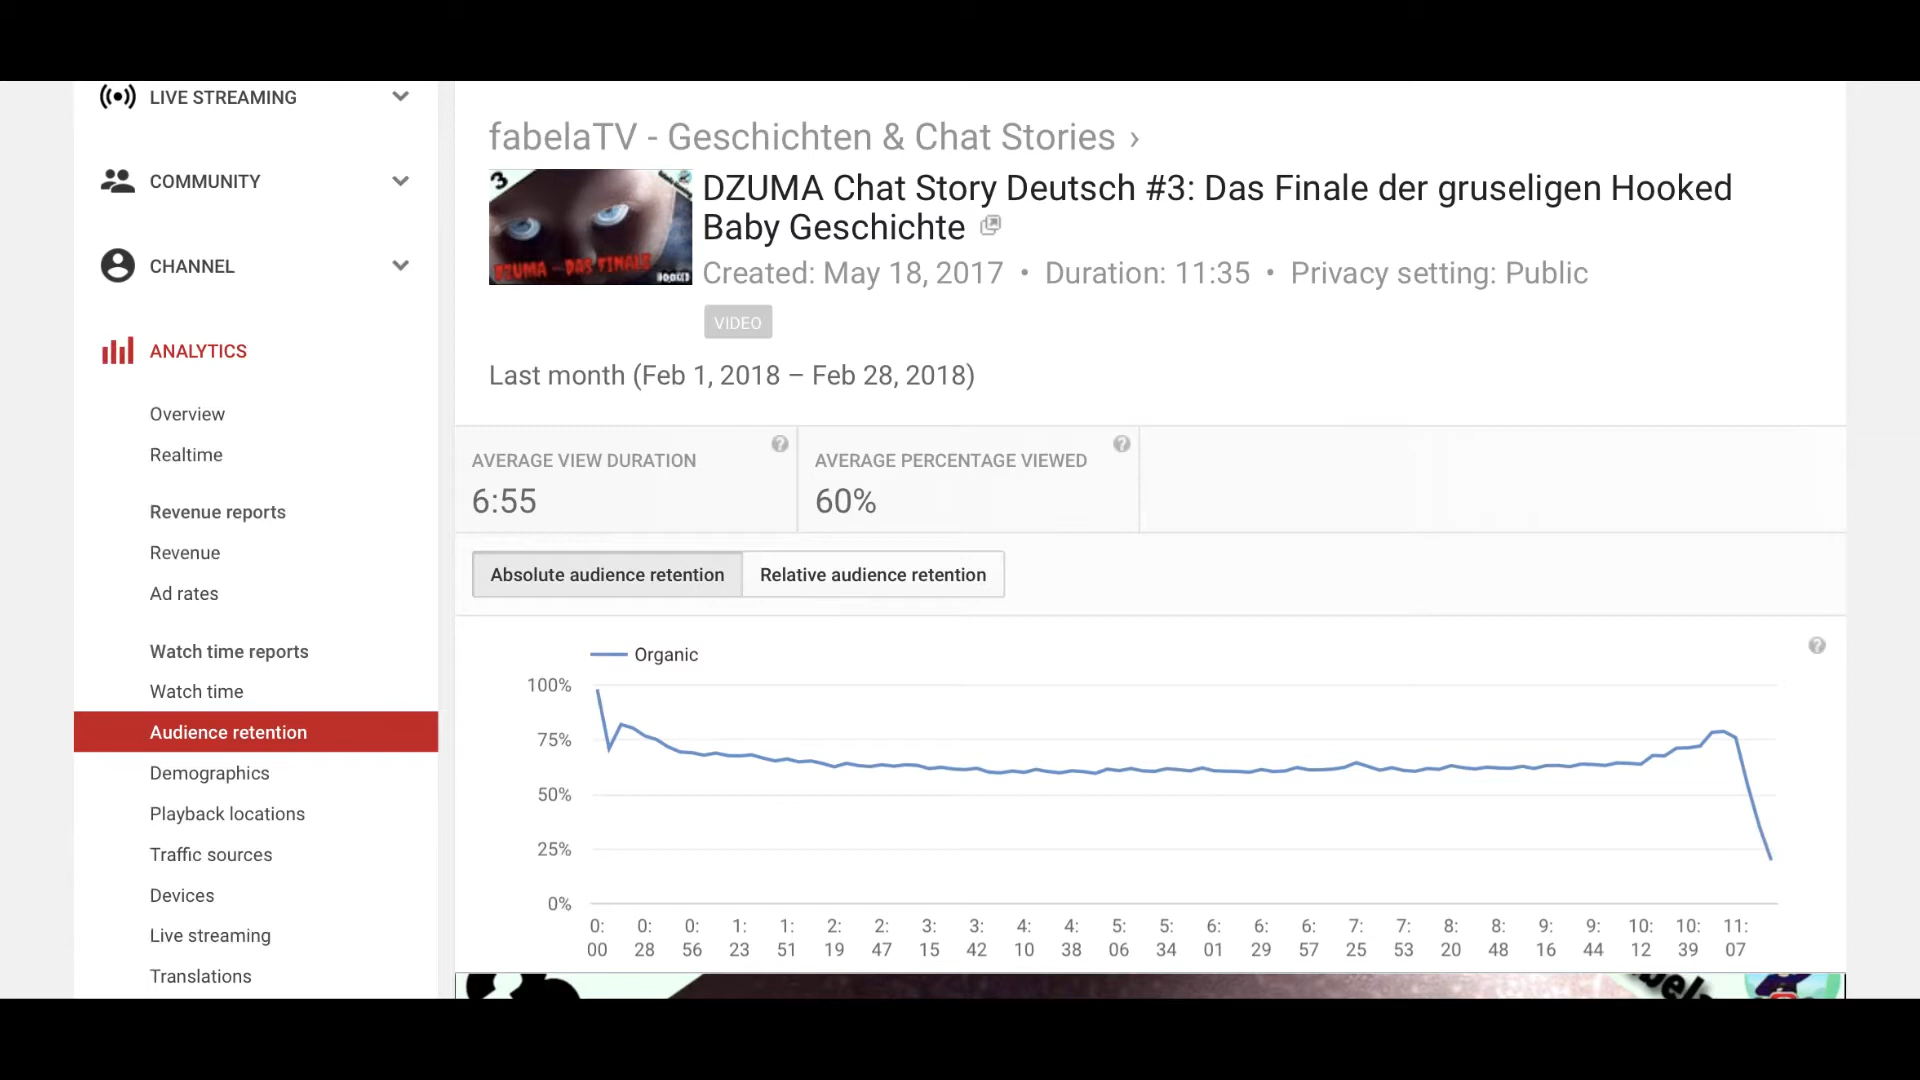 LIVE STREAMING
COMMUNITY
CHANNEL
ANALYTICS
Overview
Realtime
Revenue reports
Revenue
Ad rates
Watch time reports
Watch time
Audience retention
Demographics
Playback locations
Traffic sources
Devices
Live streaming
Translations
fabelaTV - Geschichten & Chat Stories ›
3
DZUMA - DAS FINALE
HOOKED
DZUMA Chat Story Deutsch #3: Das Finale der gruseligen Hooked
Baby Geschichte
Created: May 18, 2017 • Duration: 11:35 • Privacy setting: Public
VIDEO
Last month (Feb 1, 2018 – Feb 28, 2018)
AVERAGE VIEW DURATION ?
6:55
AVERAGE PERCENTAGE VIEWED ?
60%
Absolute audience retention Relative audience retention
Organic ?
100%
75%
50%
25%
0%
0: 0: 0: 1: 1: 2: 2: 3: 3: 4: 4: 5: 5: 6: 6: 6: 7: 7: 8: 8: 9: 9: 10: 10: 11:
00 28 56 23 51 19 47 15 42 10 38 06 34 01 29 57 25 53 20 48 16 44 12 39 07